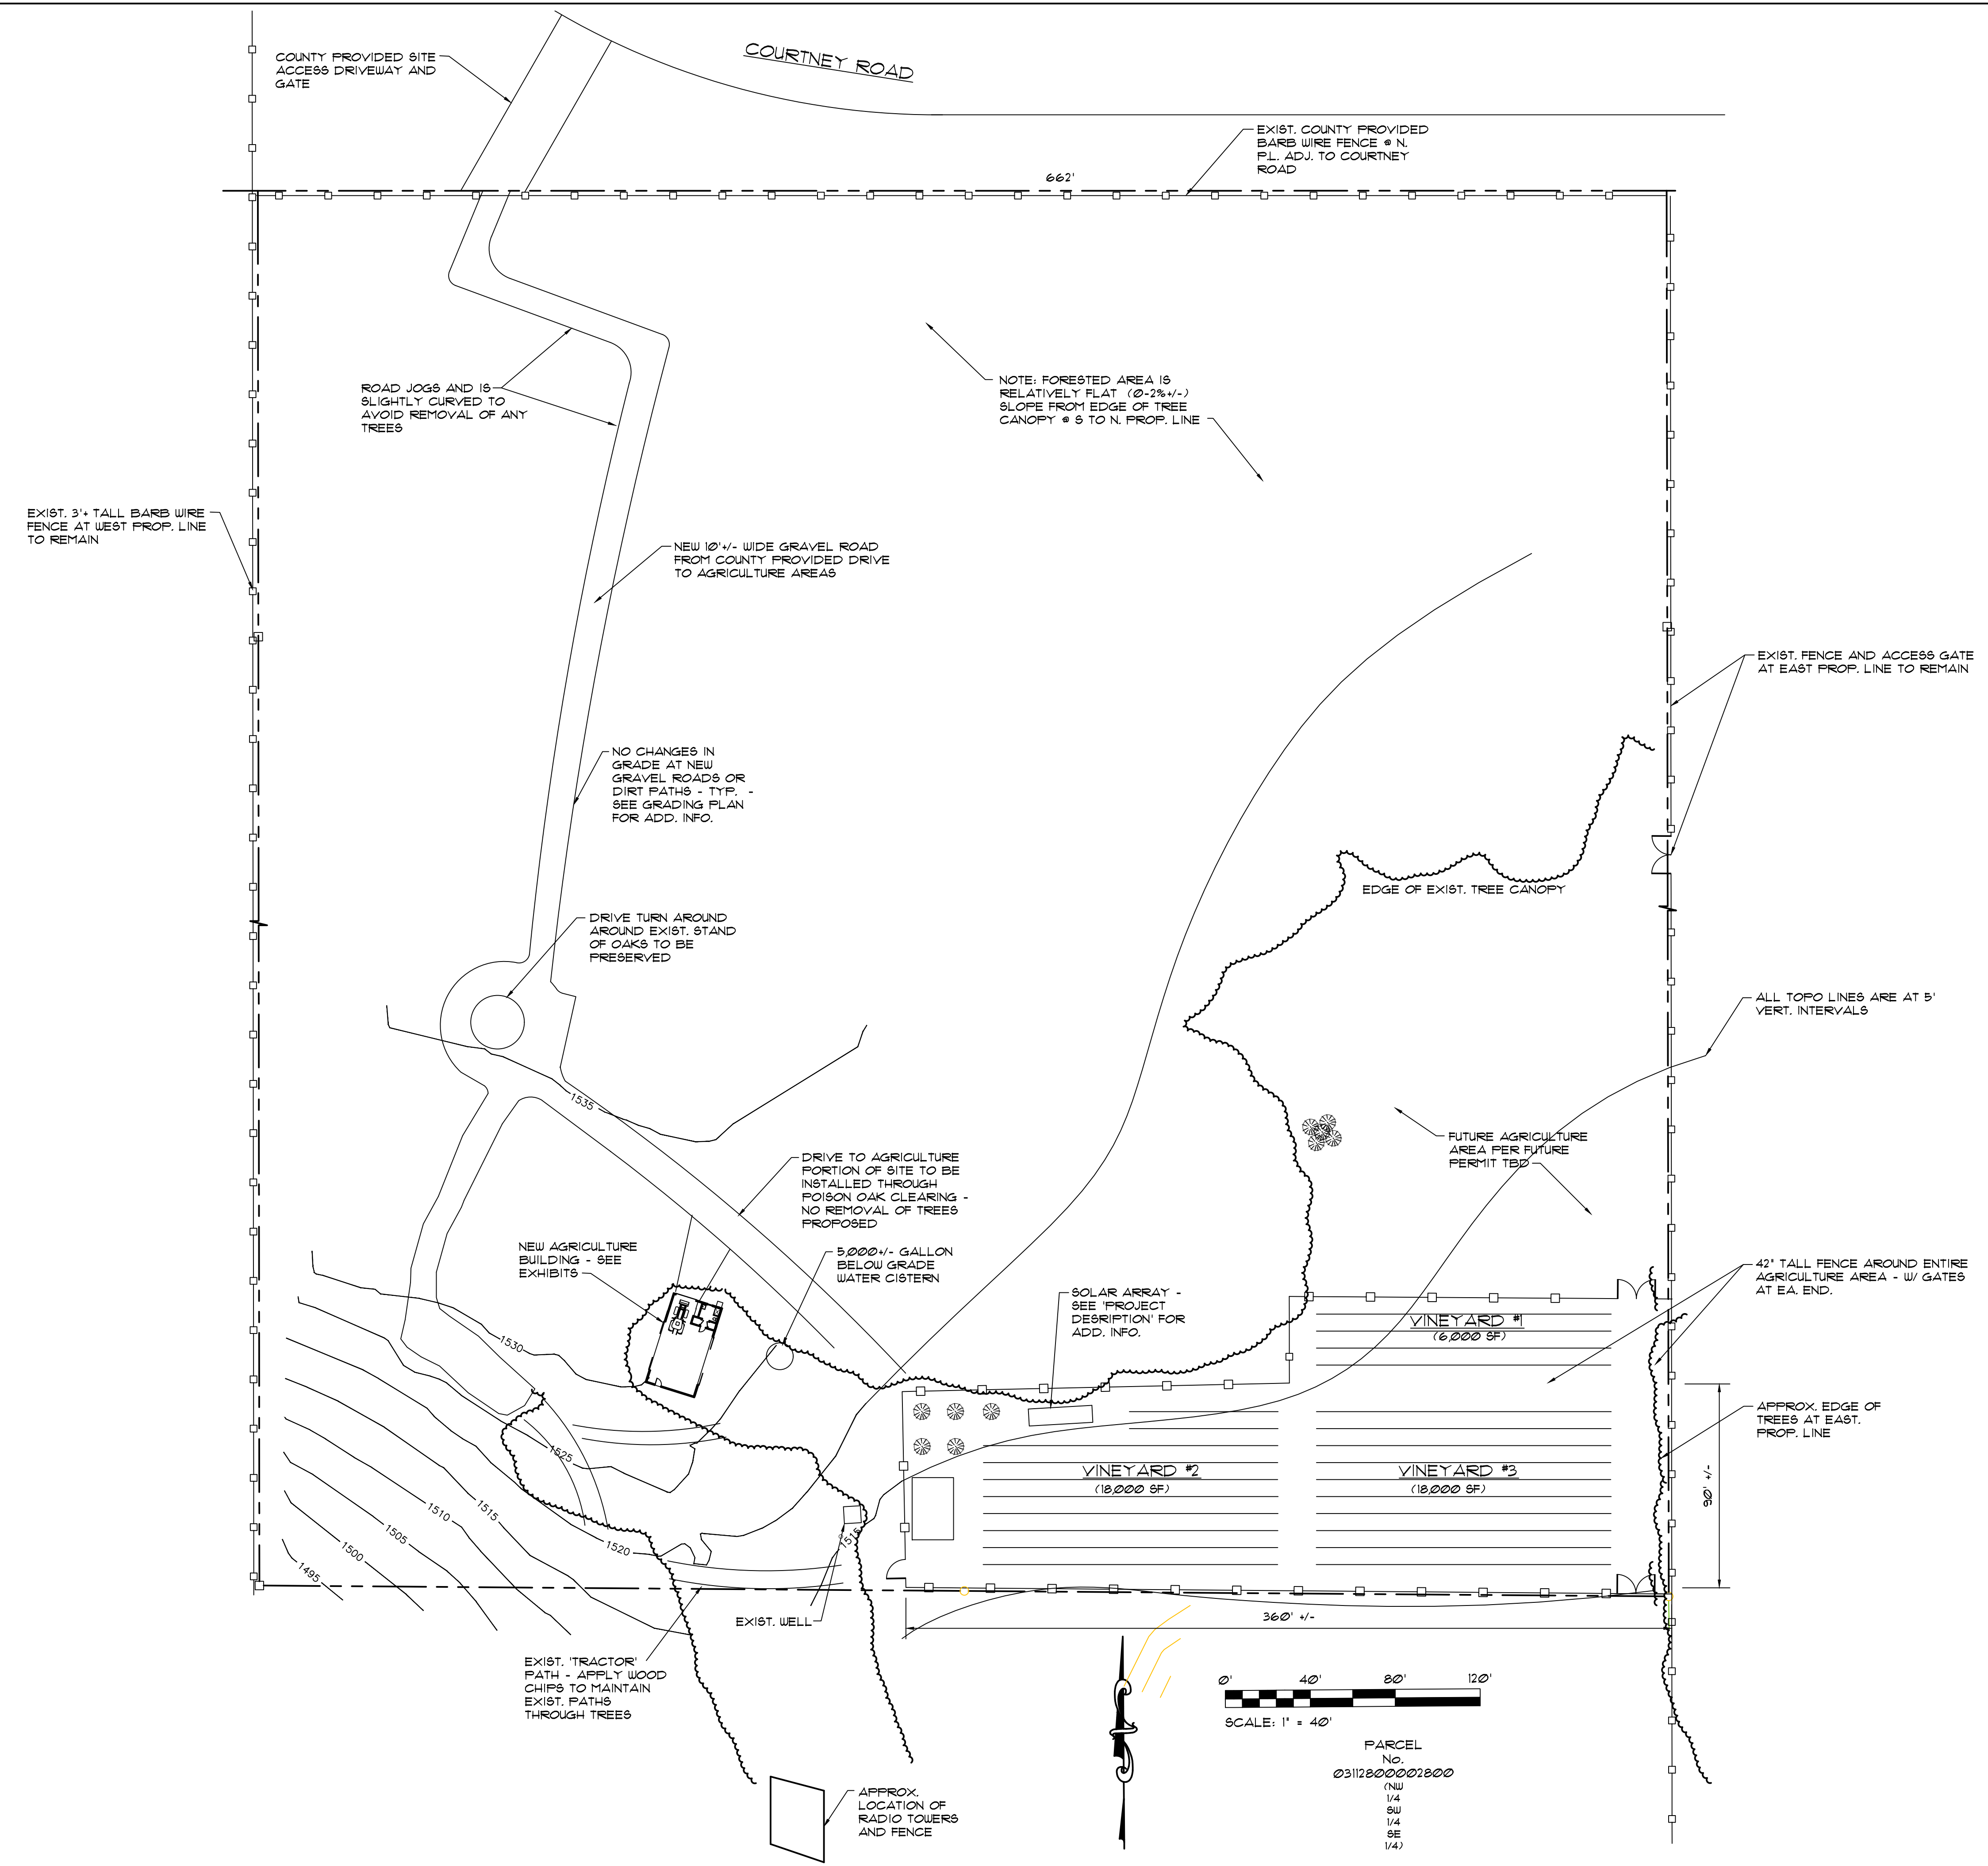 COURTNEY ROAD
COUNTY PROVIDED SITE
ACCESS DRIVEWAY AND
GATE
EXIST. COUNTY PROVIDED
BARB WIRE FENCE @ N.
P.L. ADJ. TO COURTNEY
ROAD
662'
ROAD JOGS AND IS
SLIGHTLY CURVED TO
AVOID REMOVAL OF ANY
TREES
NOTE: FORESTED AREA IS
RELATIVELY FLAT (0-2%+/-)
SLOPE FROM EDGE OF TREE
CANOPY @ S TO N. PROP. LINE
EXIST. 3'+ TALL BARB WIRE
FENCE AT WEST PROP. LINE
TO REMAIN
NEW 10'+/- WIDE GRAVEL ROAD
FROM COUNTY PROVIDED DRIVE
TO AGRICULTURE AREAS
EXIST. FENCE AND ACCESS GATE
AT EAST PROP. LINE TO REMAIN
NO CHANGES IN
GRADE AT NEW
GRAVEL ROADS OR
DIRT PATHS - TYP. -
SEE GRADING PLAN
FOR ADD. INFO.
EDGE OF EXIST. TREE CANOPY
DRIVE TURN AROUND
AROUND EXIST. STAND
OF OAKS TO BE
PRESERVED
ALL TOPO LINES ARE AT 5'
VERT. INTERVALS
1535
FUTURE AGRICULTURE
AREA PER FUTURE
PERMIT TBD
DRIVE TO AGRICULTURE
PORTION OF SITE TO BE
INSTALLED THROUGH
POISON OAK CLEARING -
NO REMOVAL OF TREES
PROPOSED
NEW AGRICULTURE
BUILDING - SEE
EXHIBITS
5,000+/- GALLON
BELOW GRADE
WATER CISTERN
42" TALL FENCE AROUND ENTIRE
AGRICULTURE AREA - W/ GATES
AT EA. END.
SOLAR ARRAY -
SEE 'PROJECT
DESRIPTION' FOR
ADD. INFO.
VINEYARD #1
(6,000 SF)
1530
APPROX. EDGE OF
TREES AT EAST.
PROP. LINE
1525
VINEYARD #2
(18,000 SF)
VINEYARD #3
(18,000 SF)
90' +/-
1515
1510
1505
1500
1495
1520
1515
EXIST. WELL
360' +/-
EXIST. 'TRACTOR'
PATH - APPLY WOOD
CHIPS TO MAINTAIN
EXIST. PATHS
THROUGH TREES
0' 40' 80' 120'
SCALE: 1" = 40'
PARCEL
No.
03112800002800
(NW
1/4
SW
1/4
SE
1/4)
APPROX.
LOCATION OF
RADIO TOWERS
AND FENCE